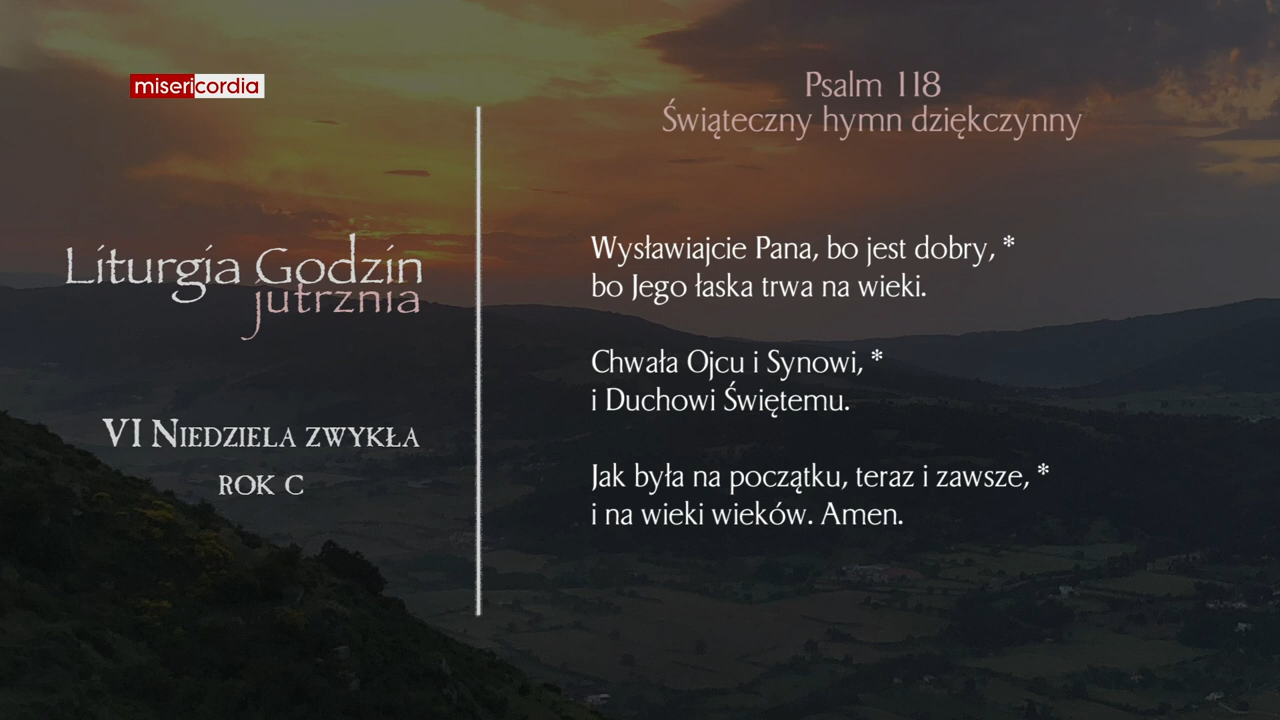 misericordia
Liturgia Godzin
jutrznia
VI Niedziela zwykła
rok C
Psalm 118
Świąteczny hymn dziękczynny
Wysławiajcie Pana, bo jest dobry, *
bo Jego łaska trwa na wieki.
Chwała Ojcu i Synowi, *
i Duchowi Świętemu.
Jak była na początku, teraz i zawsze, *
i na wieki wieków. Amen.